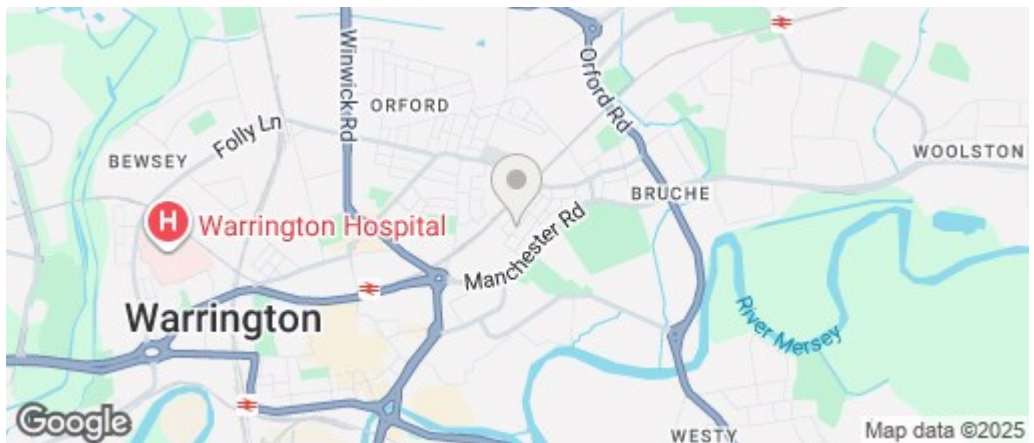 Winwick Rd
Orford Rd
ORFORD
Folly Ln
BEWSEY
WOOLSTON
BRUCHE
H
Warrington Hospital
Manchester Rd
Warrington
River Mersey
Google
WESTY
Map data ©2025